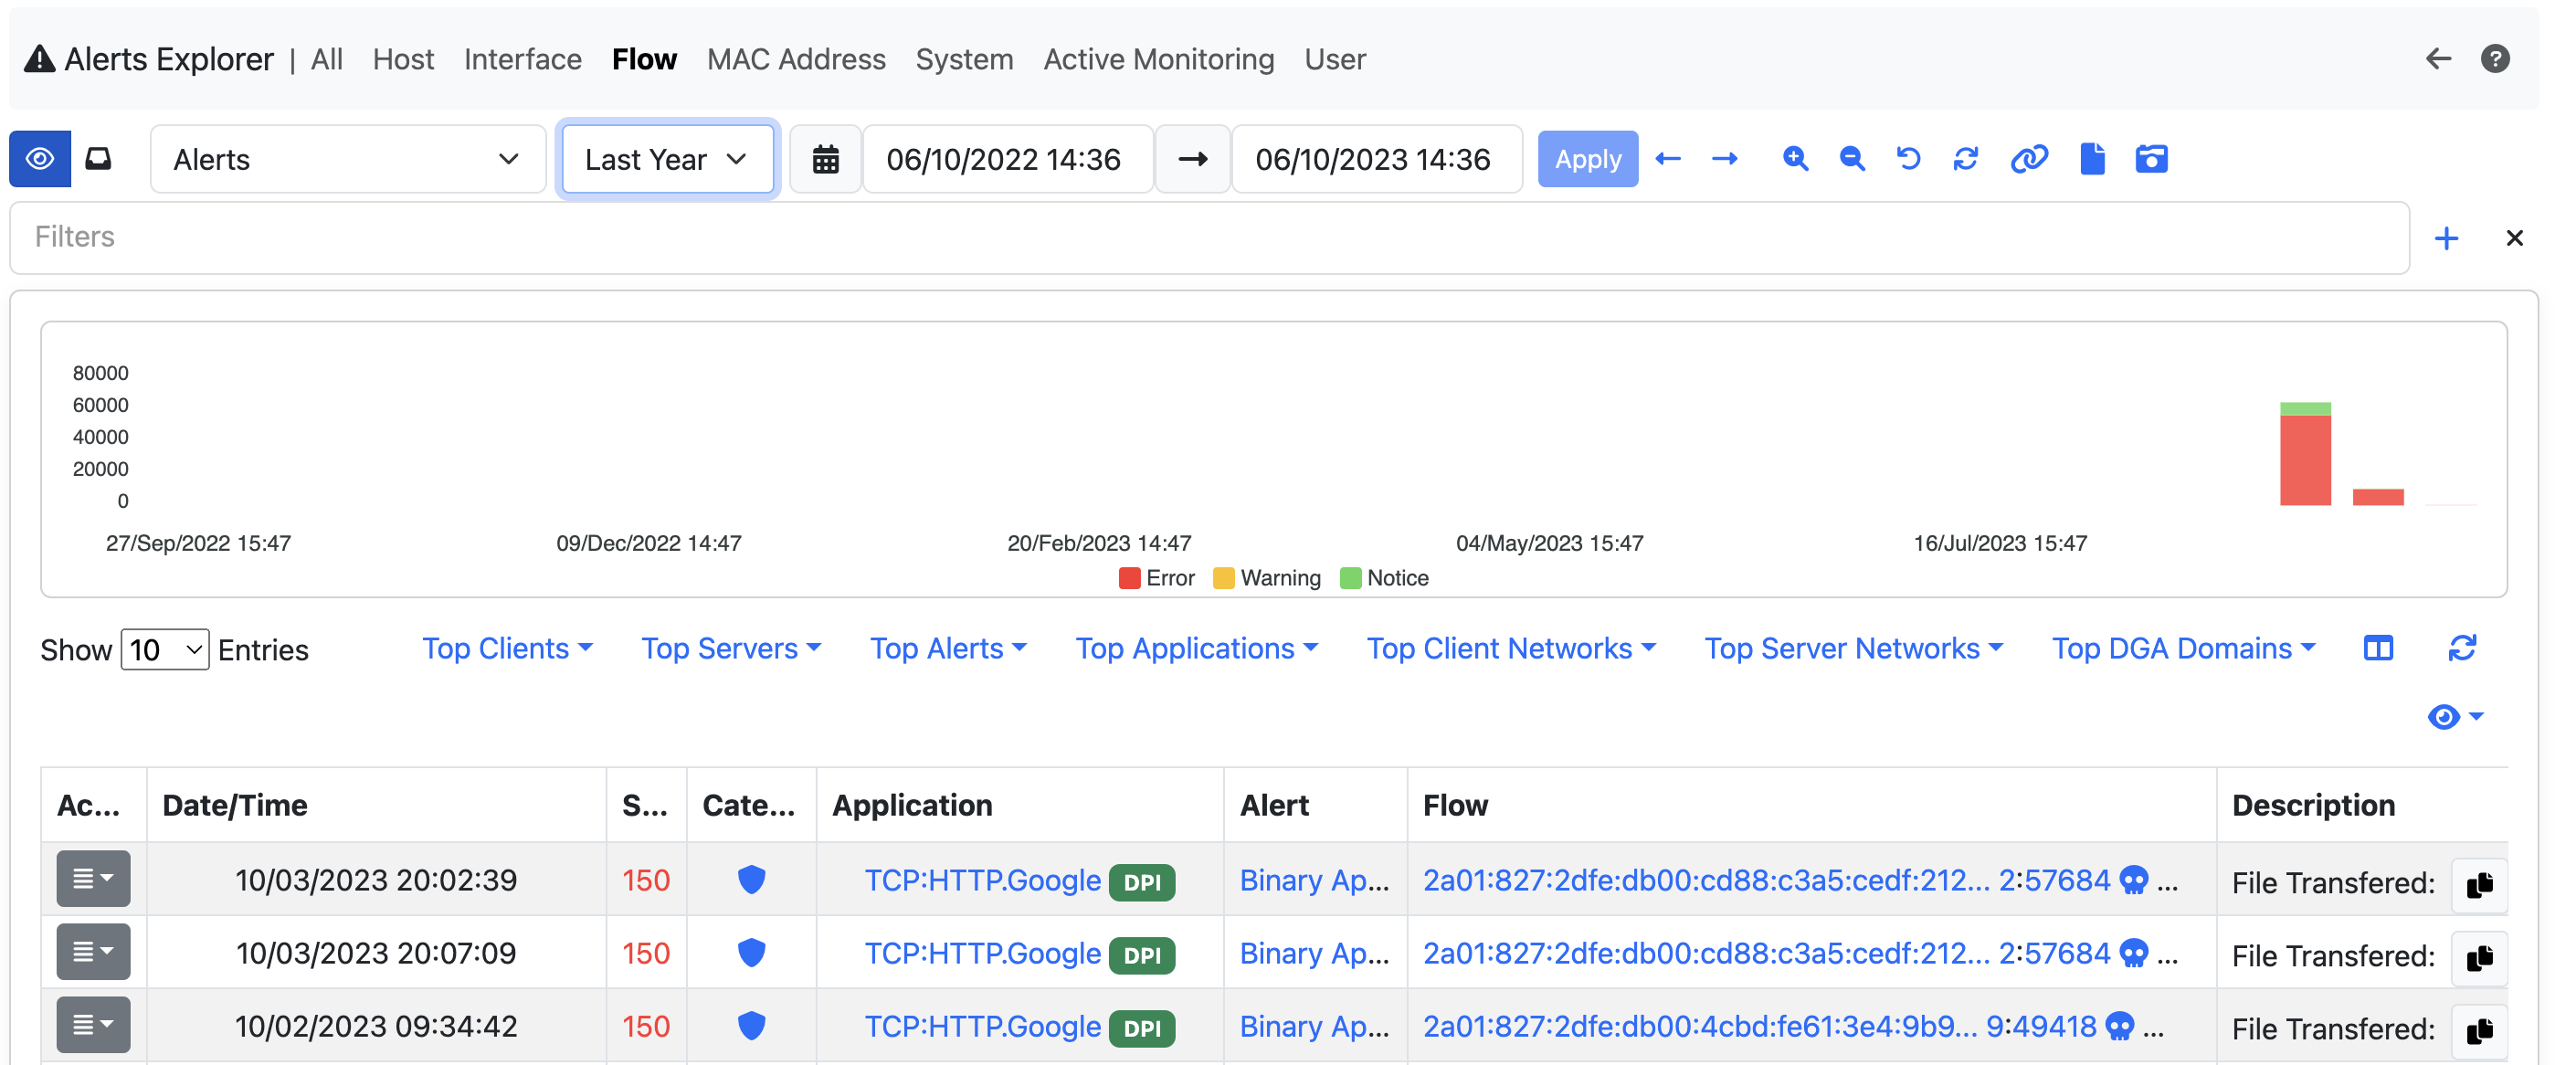 Alerts Explorer | All Host Interface Flow MAC Address System Active Monitoring User
Alerts Last Year 06/10/2022 14:36 06/10/2023 14:36 Apply
Filters
80000
60000
40000
20000
0
27/Sep/2022 15:47 09/Dec/2022 14:47 20/Feb/2023 14:47 04/May/2023 15:47 16/Jul/2023 15:47
Error Warning Notice
Show 10 Entries Top Clients Top Servers Top Alerts Top Applications Top Client Networks Top Server Networks Top DGA Domains
Ac... Date/Time S... Cate... Application Alert Flow Description
10/03/2023 20:02:39 150 TCP:HTTP.Google DPI Binary Ap... 2a01:827:2dfe:db00:cd88:c3a5:cedf:212... 2:57684 ... File Transfered:
10/03/2023 20:07:09 150 TCP:HTTP.Google DPI Binary Ap... 2a01:827:2dfe:db00:cd88:c3a5:cedf:212... 2:57684 ... File Transfered:
10/02/2023 09:34:42 150 TCP:HTTP.Google DPI Binary Ap... 2a01:827:2dfe:db00:4cbd:fe61:3e4:9b9... 9:49418 ... File Transfered: